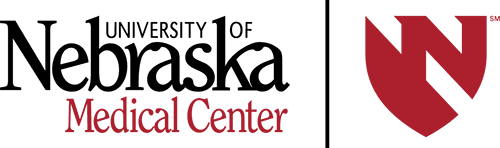 UNIVERSITY OF
Nebraska
Medical Center
N
SM